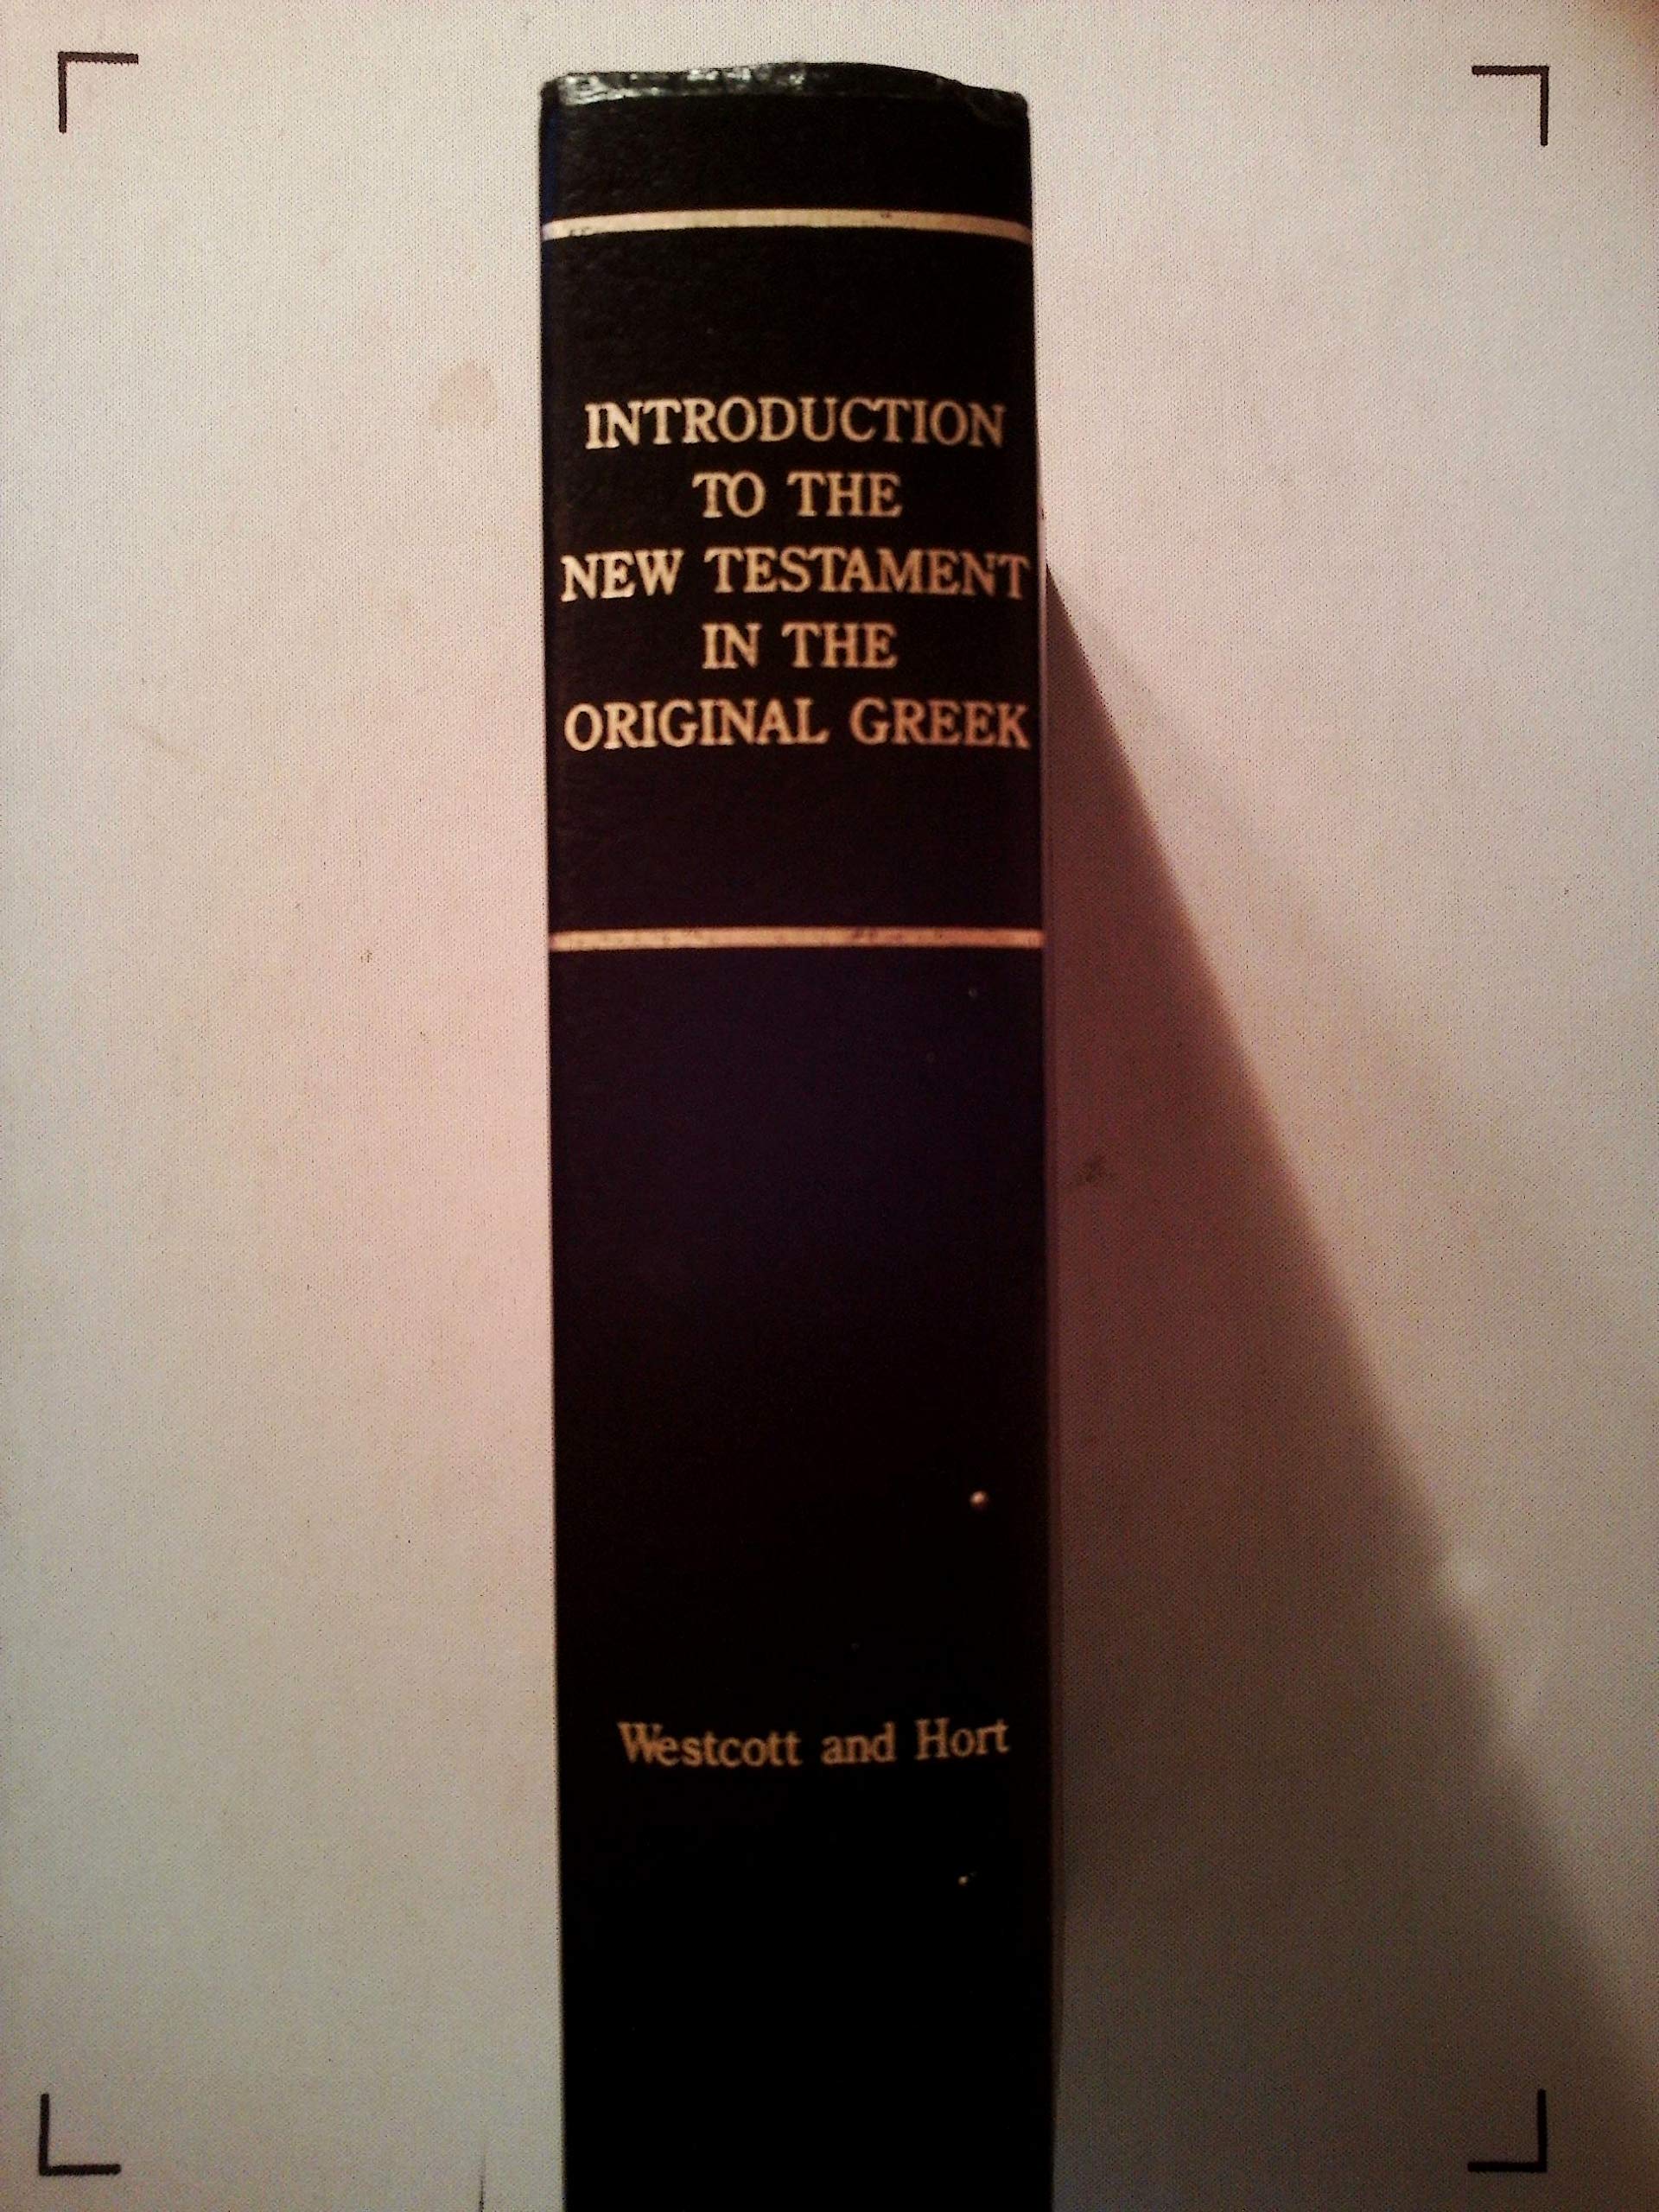 INTRODUCTION
TO THE
NEW TESTAMENT
IN THE
ORIGINAL GREEK
Westcott and Hort